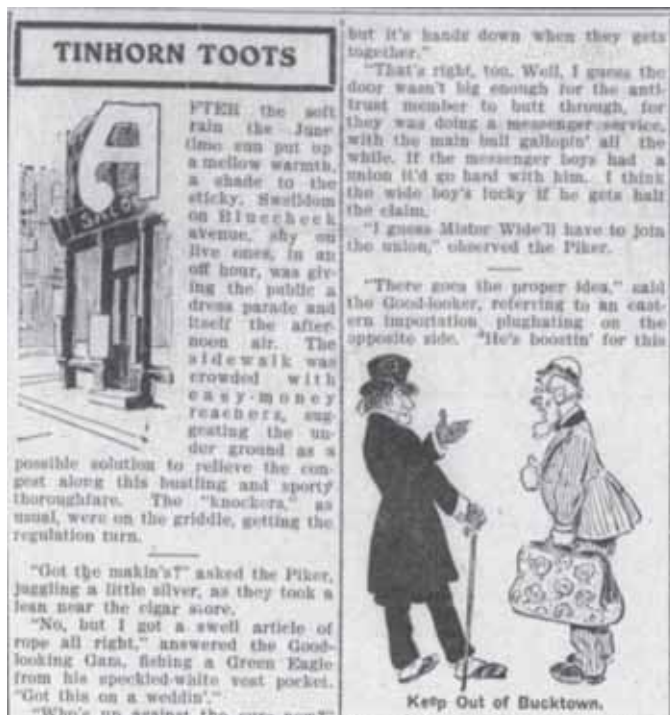 TINHORN TOOTS
AFTER the soft
rain the June-
time sun put up
a mellow warmth,
a shade to the
sticky. Swelldom
on Bluecheck
avenue, shy on
live ones, in an
off hour, was giv-
ing the public a
dress parade and
itself the after-
noon air. The
sidewalk was
crowded with
easy-money
reachers, sug-
gesting the un-
der ground as a
possible solution to relieve the con-
gest along this bustling and sporty
thoroughfare. The "knockers," as
usual, were on the griddle, getting the
regulation turn.
"Got the makin's?" asked the Piker,
juggling a little silver, as they took a
lean near the cigar store.
"No, but I got a swell article of
rope all right," answered the Good-
looking Gam, fishing a Green Eagle
from his speckled-white vest pocket.
"Got this on a weddin'."
"Who's up against the
but it's hands down when they gets
together."
"That's right, too. Well, I guess the
door wasn't big enough for the anti-
trust member to butt through, for
they was doing a messenger service,
with the main ball gallopin' all the
while. If the messenger boys had a
union it'd go hard with him. I think
the wide boy's lucky if he gets half
the claim.
"I guess Mister Wide'll have to join
the union," observed the Piker.
"There goes the proper idea," said
the Good-looker, referring to an east-
ern importation plughating on the
opposite side. "He's boostin' for this
Keep Out of Bucktown.